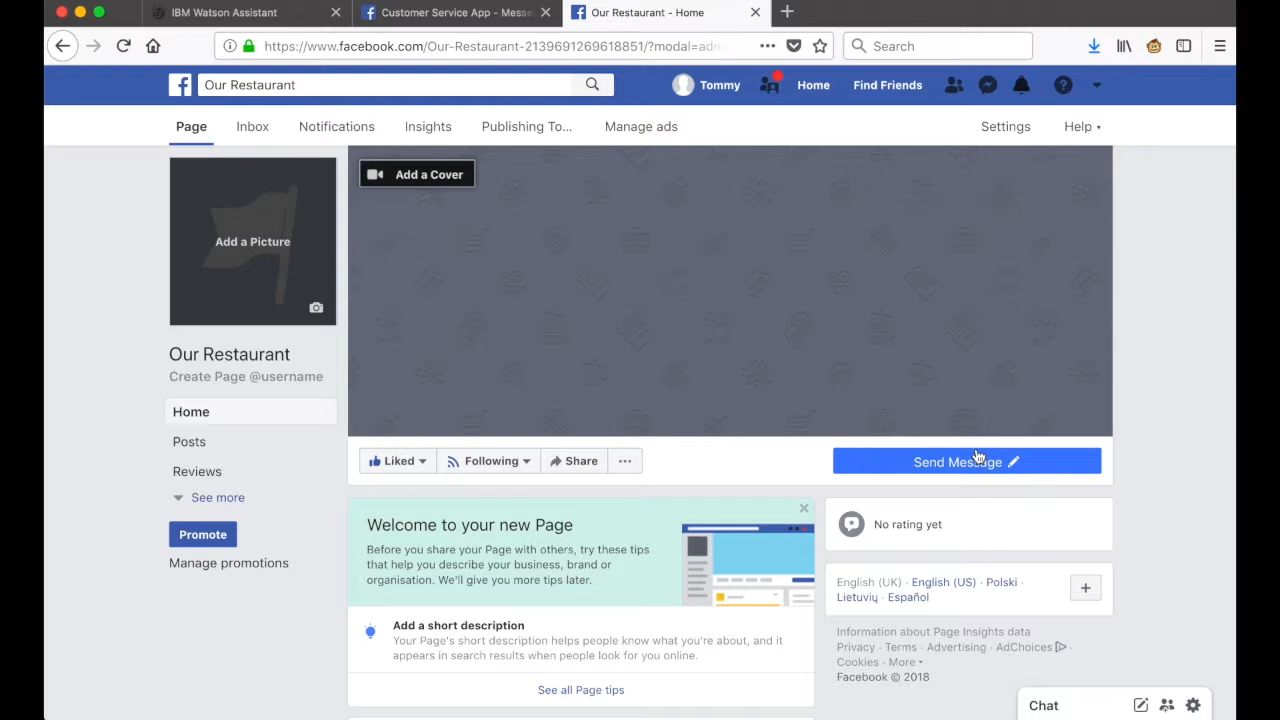 IBM Watson Assistant
Customer Service App - Messe
Our Restaurant - Home
https://www.facebook.com/Our-Restaurant-2139691269618851/?modal=adm
Search
Our Restaurant
Tommy
Home
Find Friends
Page
Inbox
Notifications
Insights
Publishing To...
Manage ads
Settings
Help
Add a Cover
Add a Picture
Our Restaurant
Create Page @username
Home
Posts
Reviews
See more
Promote
Manage promotions
Liked
Following
Share
Send Message
Welcome to your new Page
Before you share your Page with others, try these tips
that help you describe your business, brand or
organisation. We'll give you more tips later.
Add a short description
Your Page's short description helps people know what you're about, and it
appears in search results when people look for you online.
See all Page tips
No rating yet
English (UK) · English (US) · Polski ·
Lietuvių · Español
Information about Page Insights data
Privacy · Terms · Advertising · AdChoices ·
Cookies · More
Facebook © 2018
Chat